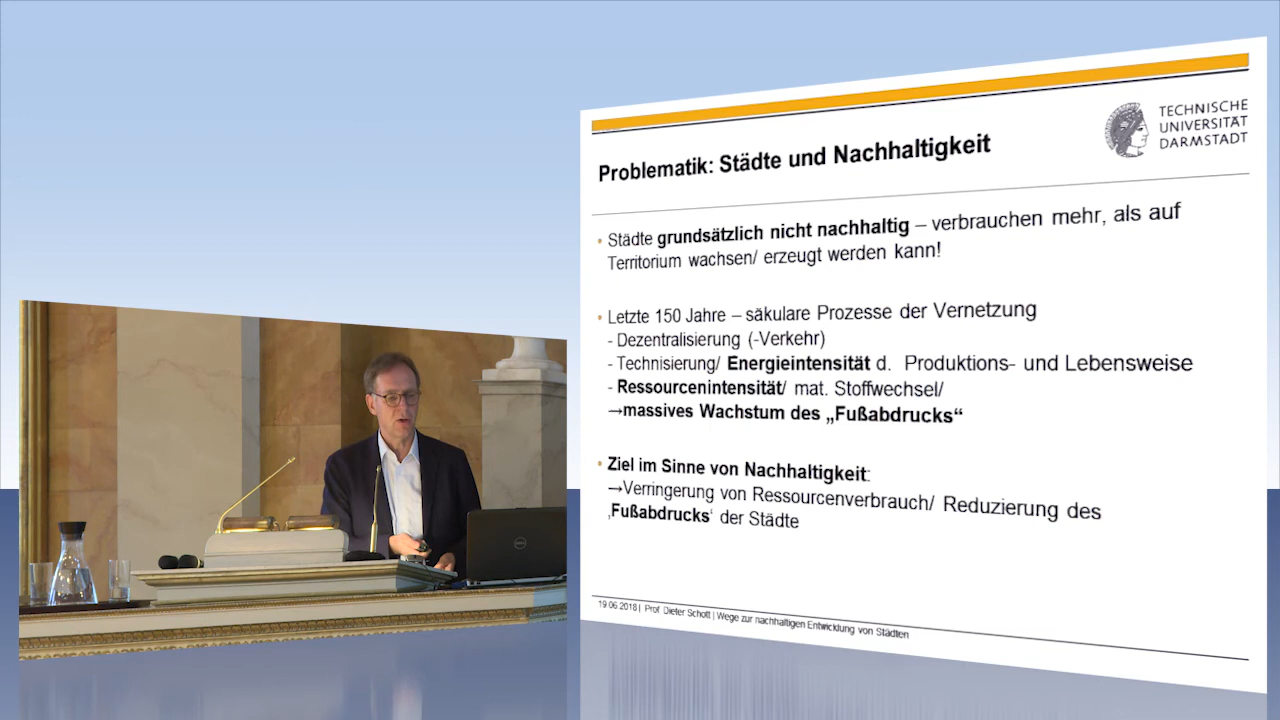 TECHNISCHE
UNIVERSITÄT
DARMSTADT
Problematik: Städte und Nachhaltigkeit
• Städte grundsätzlich nicht nachhaltig – verbrauchen mehr, als auf
Territorium wachsen/ erzeugt werden kann!
• Letzte 150 Jahre – säkulare Prozesse der Vernetzung
- Dezentralisierung (-Verkehr)
- Technisierung/ Energieintensität d. Produktions- und Lebensweise
- Ressourcenintensität/ mat. Stoffwechsel/
→massives Wachstum des „Fußabdrucks“
• Ziel im Sinne von Nachhaltigkeit:
→Verringerung von Ressourcenverbrauch/ Reduzierung des
‚Fußabdrucks‘ der Städte
19.06.2018 | Prof. Dieter Schott | Wege zur nachhaltigen Entwicklung von Städten
DELL